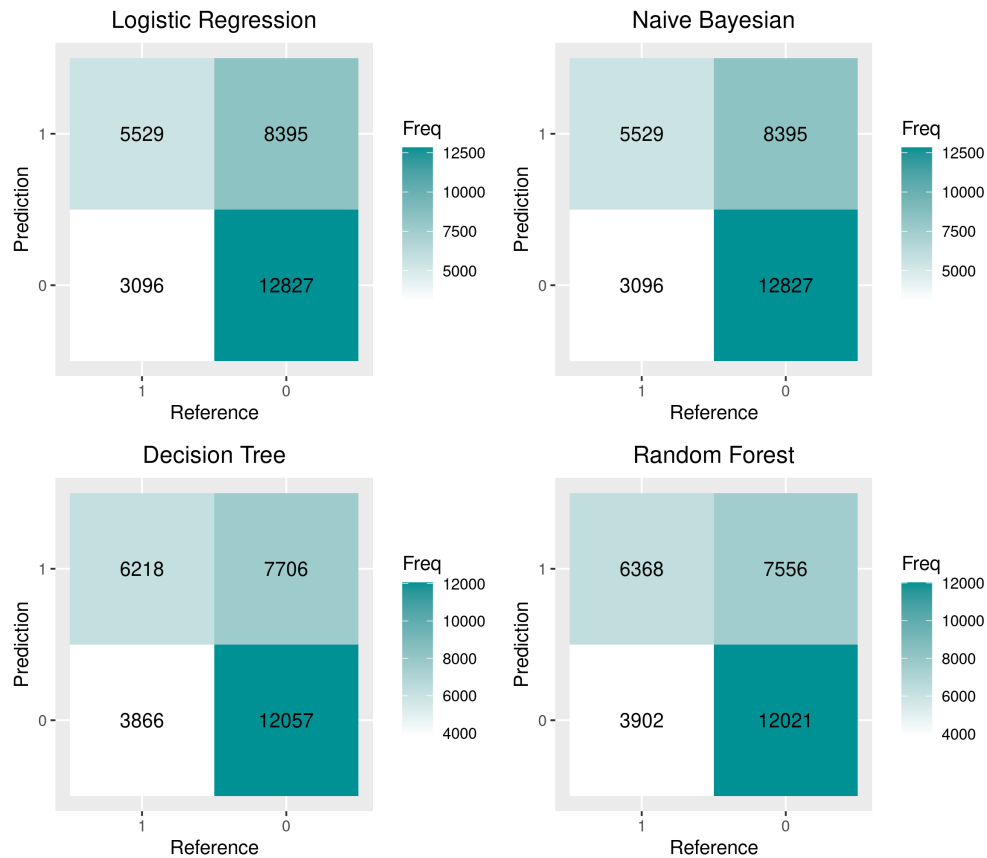 Logistic Regression
Prediction
1
0
5529 8395
3096 12827
1 0
Reference
Freq
12500
10000
7500
5000
Naive Bayesian
Prediction
1
0
5529 8395
3096 12827
1 0
Reference
Freq
12500
10000
7500
5000
Decision Tree
Prediction
1
0
6218 7706
3866 12057
1 0
Reference
Freq
12000
10000
8000
6000
4000
Random Forest
Prediction
1
0
6368 7556
3902 12021
1 0
Reference
Freq
12000
10000
8000
6000
4000